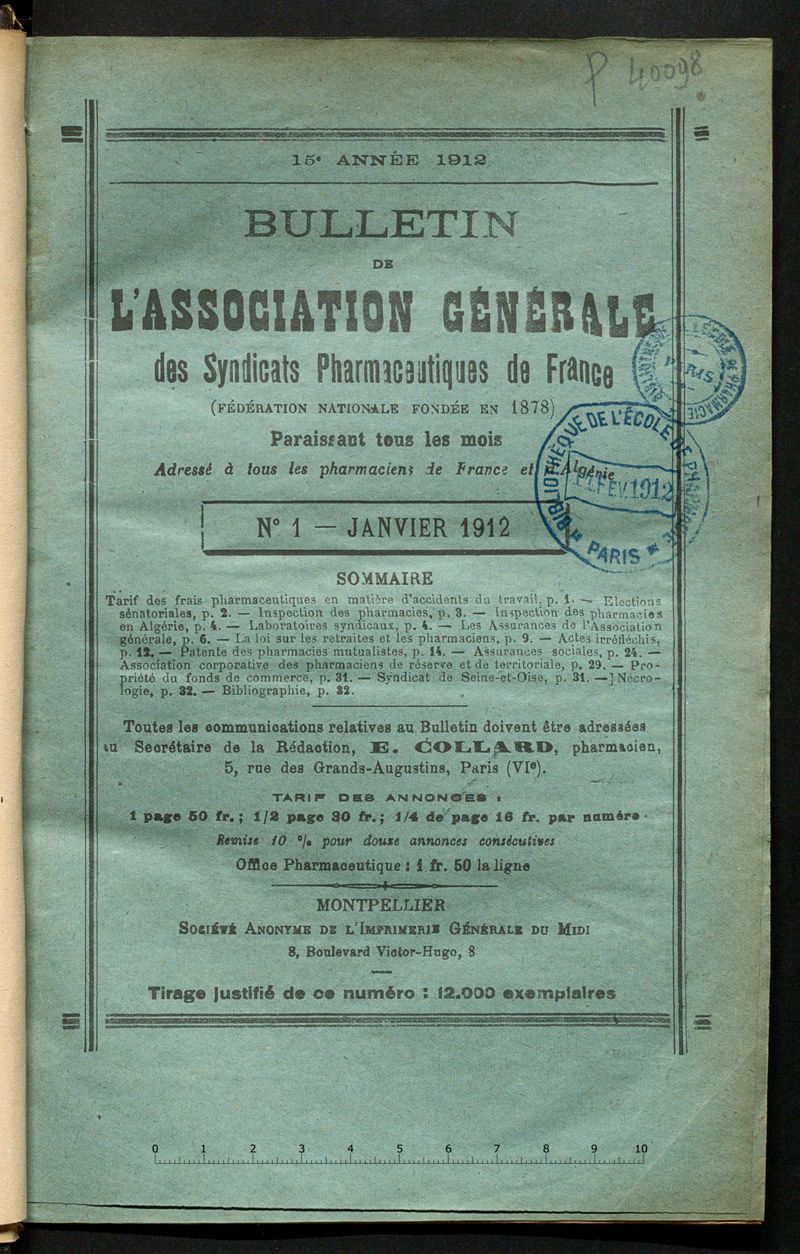 P 40098
15e ANNÉE 1912
BULLETIN
DE
L'ASSOCIATION GÉNÉRALE
des Syndicats Pharmaceutiques de France
(FÉDÉRATION NATIONALE FONDÉE EN 1878)
Paraissant tous les mois
Adressé à tous les pharmaciens de France et d'Algérie
BIBLIOTHÈQUE DE L'ÉCOLE DE PHARMACIE
PARIS
BIBLIOTHÈQUE DE L'ÉCOLE DE PHARMACIE
FEV. 1912
PARIS
N° 1 — JANVIER 1912
SOMMAIRE
Tarif des frais pharmaceutiques en matière d'accidents du travail, p. 1. — Elections
sénatoriales, p. 2. — Inspection des pharmacies, p. 3. — Inspection des pharmacies
en Algérie, p. 4. — Laboratoires syndicaux, p. 4. — Les Assurances de l'Association
générale, p. 6. — La loi sur les retraites et les pharmaciens, p. 9. — Actes irréfléchis,
p. 12. — Patente des pharmacies mutualistes, p. 14. — Assurances sociales, p. 24. —
Association corporative des pharmaciens de réserve et de territoriale, p. 29. — Pro-
priété du fonds de commerce, p. 31. — Syndicat de Seine-et-Oise, p. 31. — Nécro-
logie, p. 32. — Bibliographie, p. 32.
Toutes les communications relatives au Bulletin doivent être adressées
au Secrétaire de la Rédaction, E. COLLARD, pharmacien,
5, rue des Grands-Augustins, Paris (VIe).
TARIF DES ANNONCES :
1 page 50 fr. ; 1/2 page 30 fr. ; 1/4 de page 16 fr. par numéro.
Remise 10 % pour douze annonces consécutives
Office Pharmaceutique : 1 fr. 50 la ligne
MONTPELLIER
SOCIÉTÉ ANONYME DE L'IMPRIMERIE GÉNÉRALE DU MIDI
8, Boulevard Victor-Hugo, 8
Tirage justifié de ce numéro : 12.000 exemplaires
0 1 2 3 4 5 6 7 8 9 10